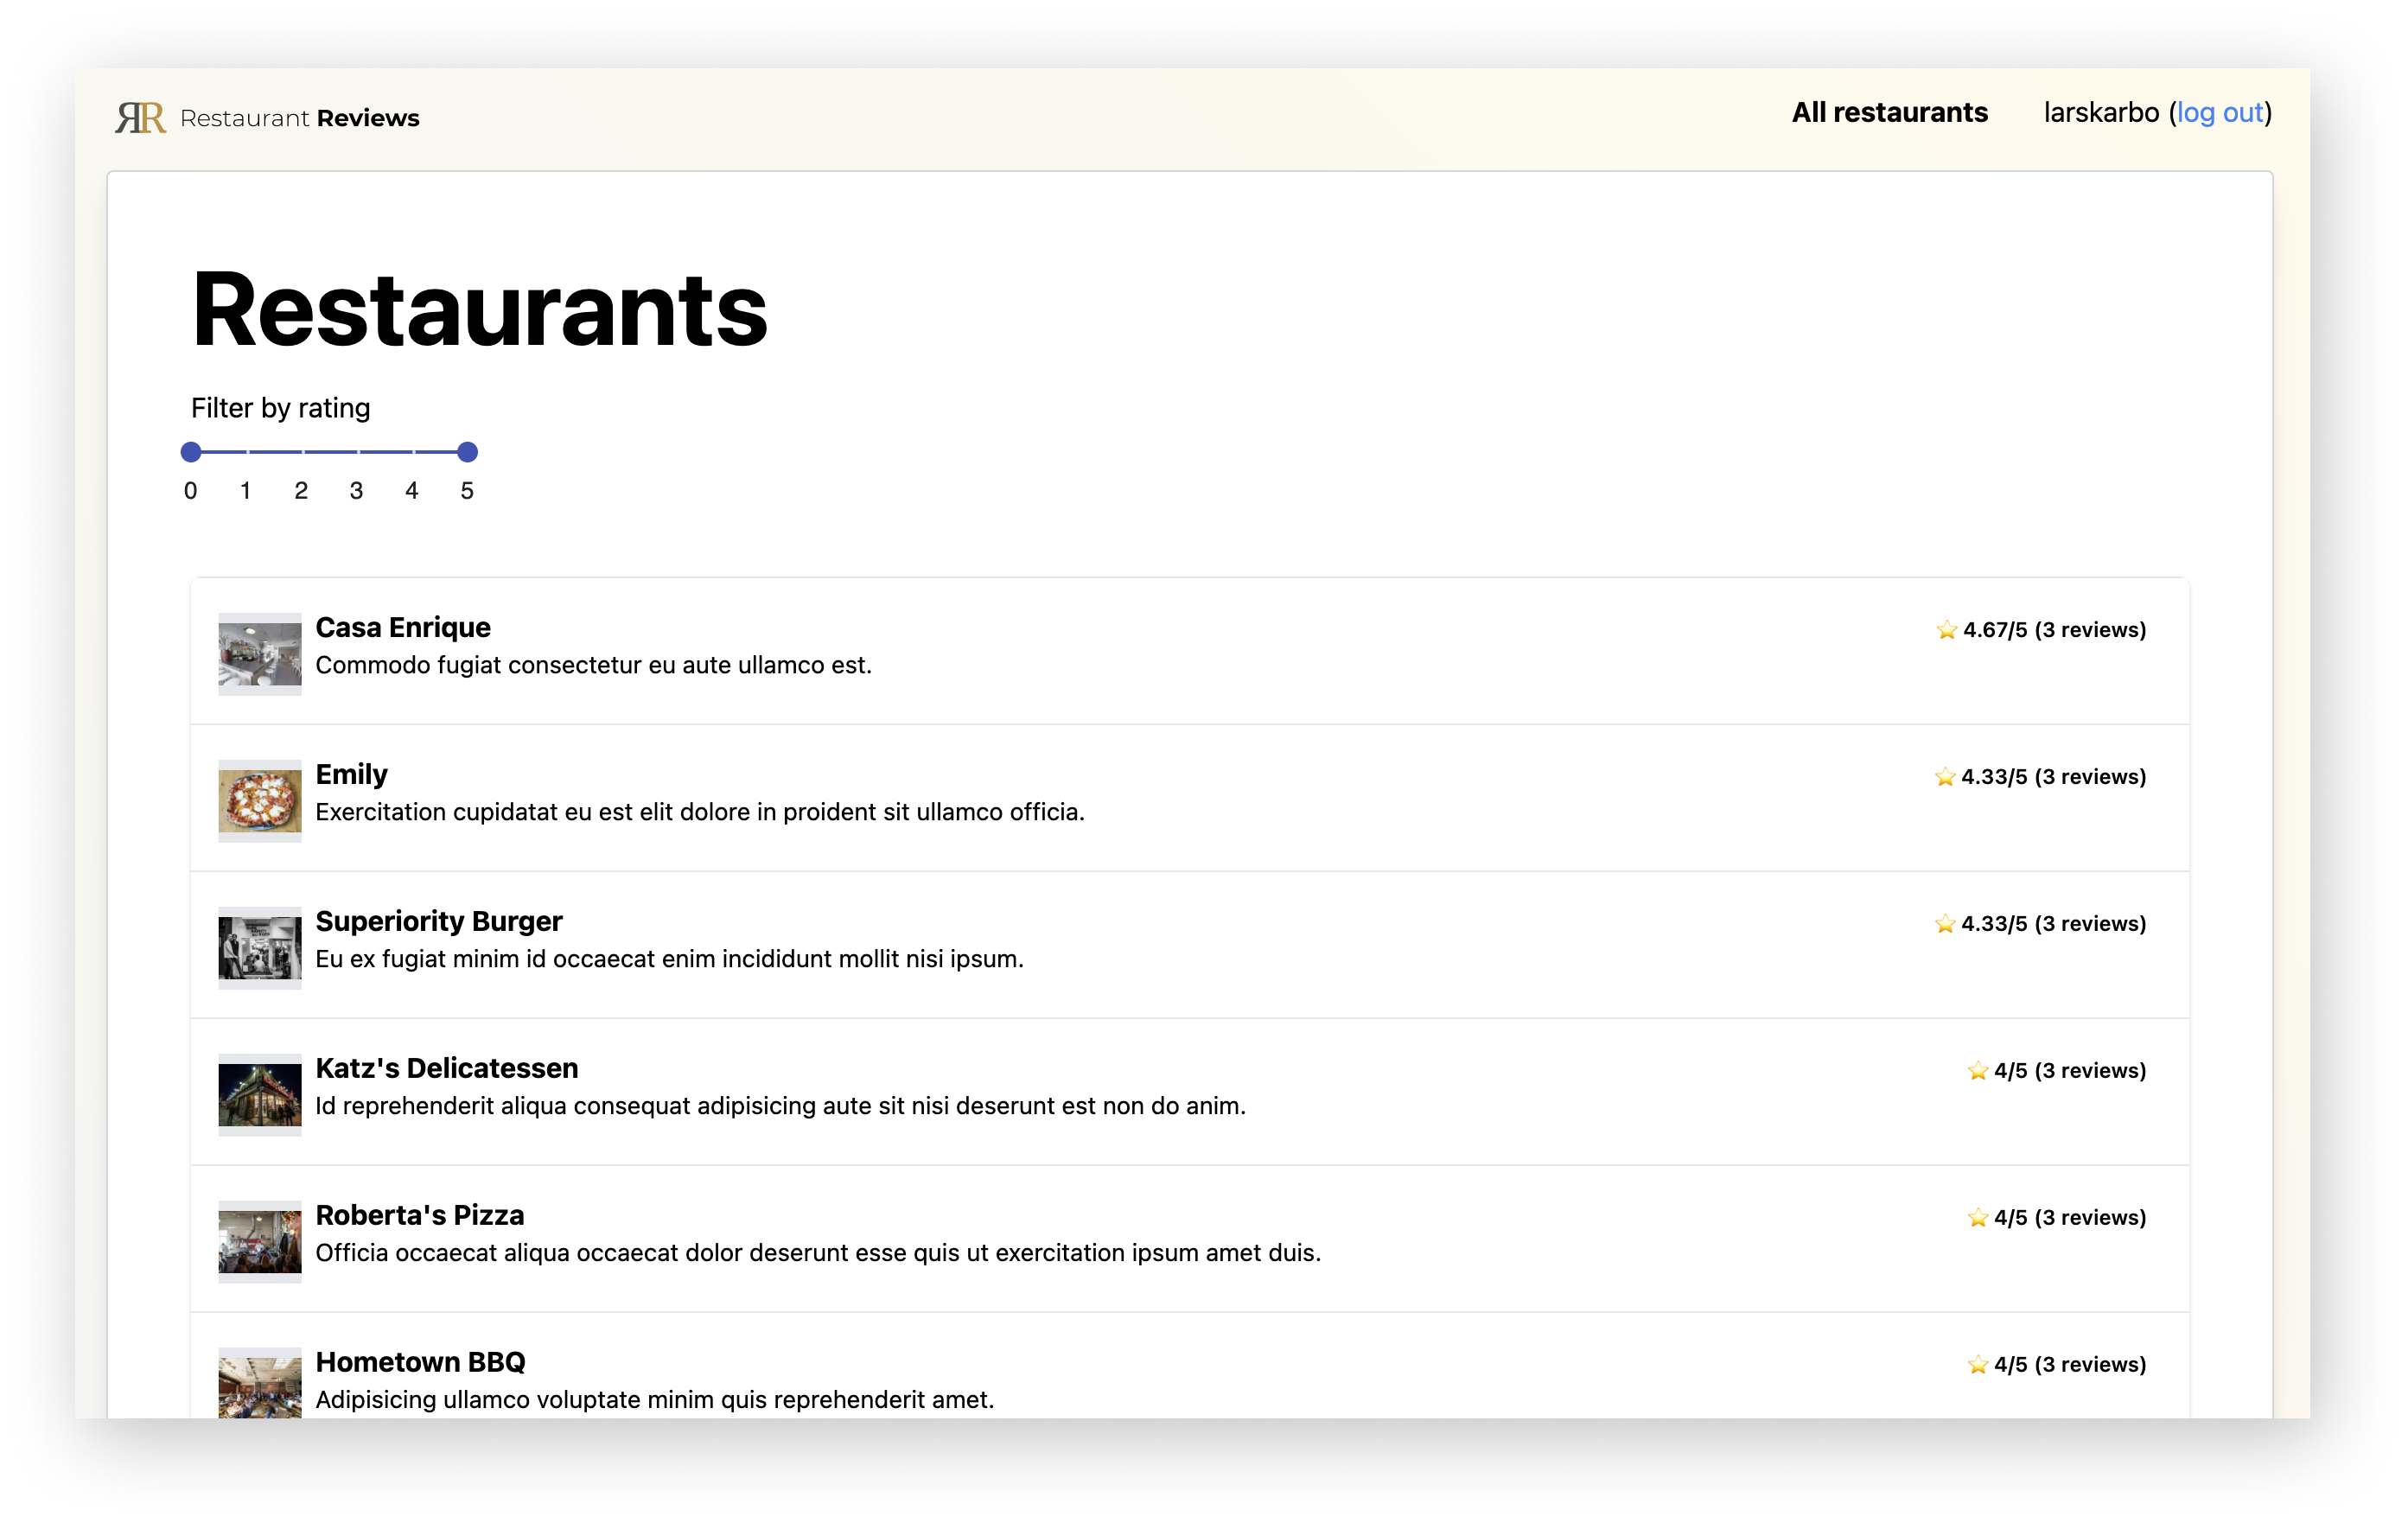 RR Restaurant Reviews
All restaurants larskarbo (log out)
Restaurants
Filter by rating
0 1 2 3 4 5
Casa Enrique
4.67/5 (3 reviews)
Commodo fugiat consectetur eu aute ullamco est.
Emily
4.33/5 (3 reviews)
Exercitation cupidatat eu est elit dolore in proident sit ullamco officia.
Superiority Burger
4.33/5 (3 reviews)
Eu ex fugiat minim id occaecat enim incididunt mollit nisi ipsum.
Katz's Delicatessen
4/5 (3 reviews)
Id reprehenderit aliqua consequat adipisicing aute sit nisi deserunt est non do anim.
Roberta's Pizza
4/5 (3 reviews)
Officia occaecat aliqua occaecat dolor deserunt esse quis ut exercitation ipsum amet duis.
Hometown BBQ
4/5 (3 reviews)
Adipisicing ullamco voluptate minim quis reprehenderit amet.